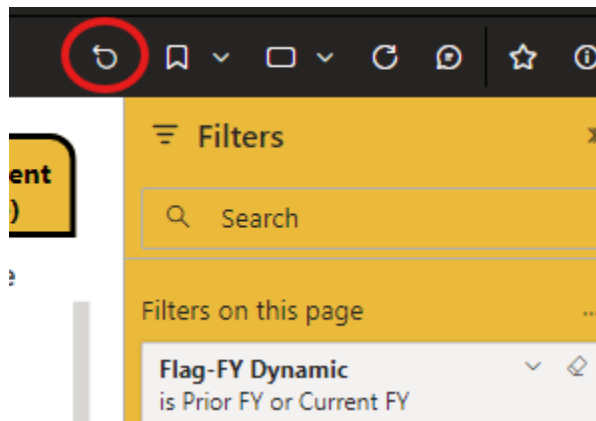 Filters
ent
)
Search
e
Filters on this page
...
Flag-FY Dynamic
is Prior FY or Current FY